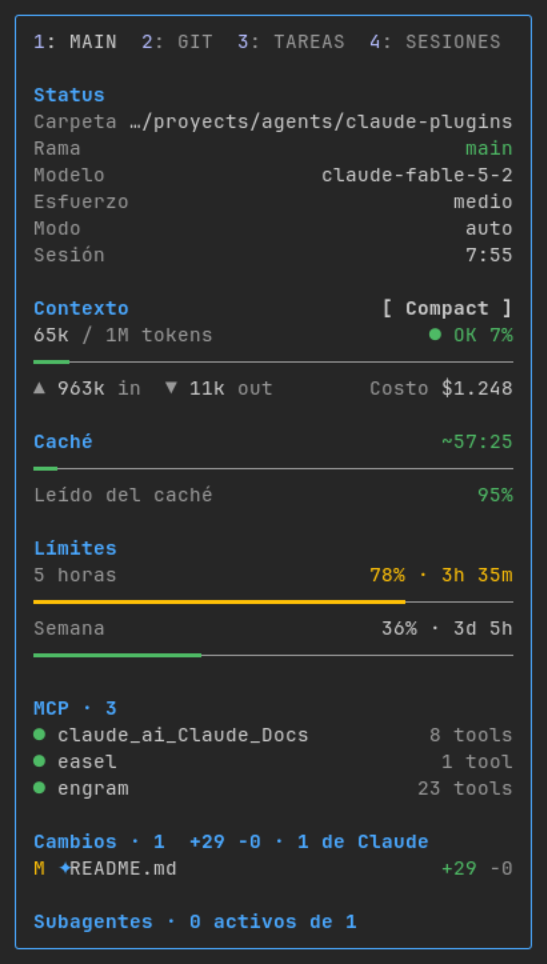 1: MAIN  2: GIT  3: TAREAS  4: SESIONES
Status
Carpeta …/proyects/agents/claude-plugins
Rama main
Modelo claude-fable-5-2
Esfuerzo medio
Modo auto
Sesión 7:55
Contexto [ Compact ]
65k / 1M tokens ● OK 7%
▲ 963k in  ▼ 11k out Costo $1.248
Caché ~57:25
Leído del caché 95%
Límites
5 horas 78% · 3h 35m
Semana 36% · 3d 5h
MCP · 3
● claude_ai_Claude_Docs 8 tools
● easel 1 tool
● engram 23 tools
Cambios · 1  +29 -0 · 1 de Claude
M ✦README.md +29 -0
Subagentes · 0 activos de 1